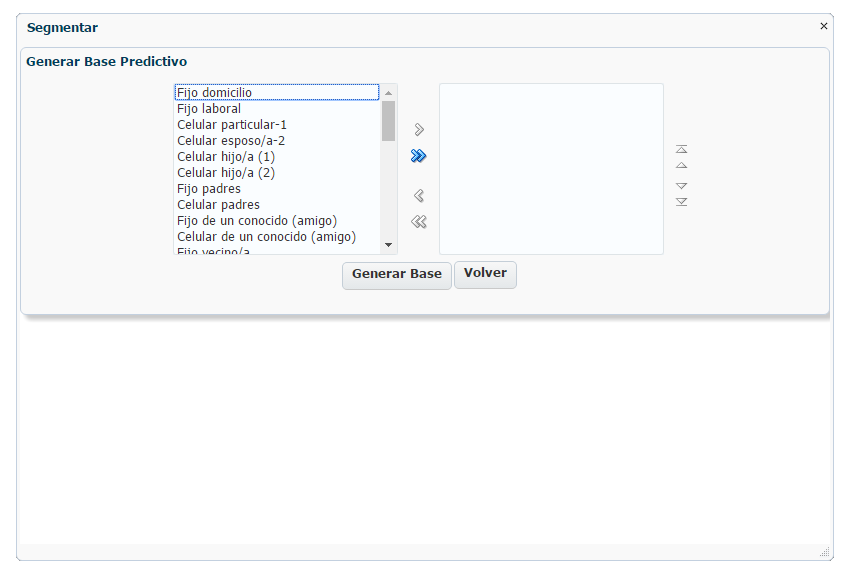 Segmentar
Generar Base Predictivo
Fijo domicilio
Fijo laboral
Celular particular-1
Celular esposo/a-2
Celular hijo/a (1)
Celular hijo/a (2)
Fijo padres
Celular padres
Fijo de un conocido (amigo)
Celular de un conocido (amigo)
Fijo vecino/a
Generar Base
Volver